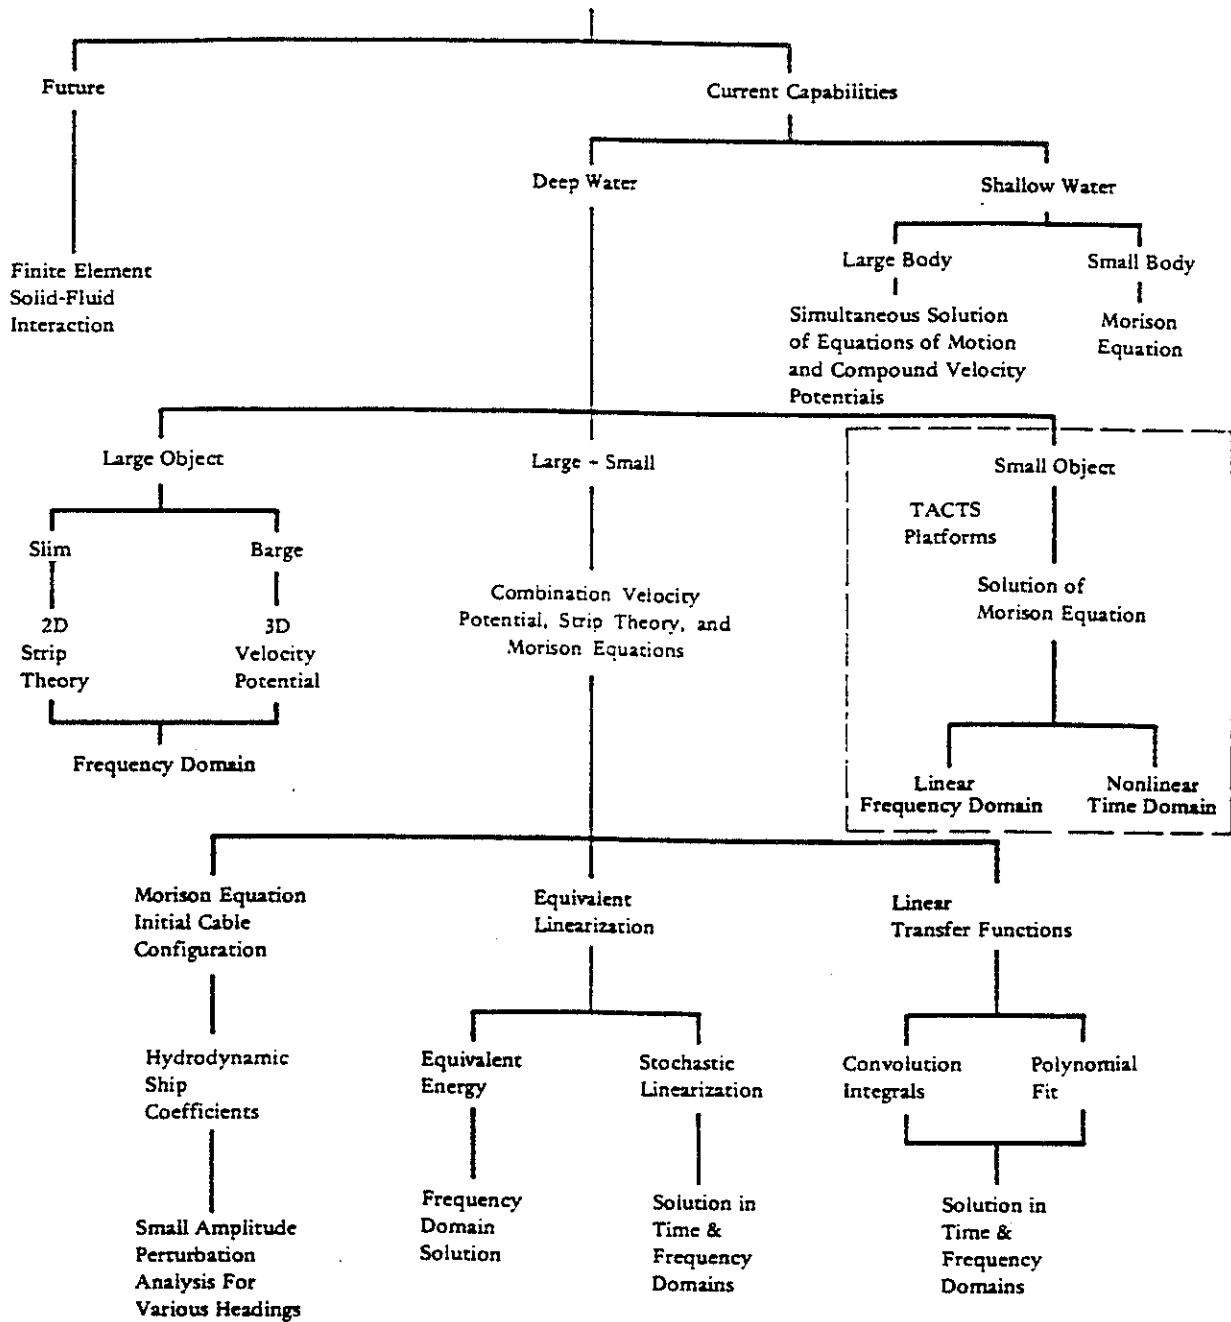 Future
Current Capabilities
Deep Water
Shallow Water
Finite Element
Solid-Fluid
Interaction
Large Body
Small Body
Simultaneous Solution
of Equations of Motion
and Compound Velocity
Potentials
Morison
Equation
Large Object
Large - Small
Small Object
TACTS
Platforms
Slim
Barge
2D
Strip
Theory
3D
Velocity
Potential
Combination Velocity
Potential, Strip Theory, and
Morison Equations
Solution of
Morison Equation
Frequency Domain
Linear
Frequency Domain
Nonlinear
Time Domain
Morison Equation
Initial Cable
Configuration
Equivalent
Linearization
Linear
Transfer Functions
Hydrodynamic
Ship
Coefficients
Equivalent
Energy
Stochastic
Linearization
Convolution
Integrals
Polynomial
Fit
Small Amplitude
Perturbation
Analysis For
Various Headings
Frequency
Domain
Solution
Solution in
Time &
Frequency
Domains
Solution in
Time &
Frequency
Domains